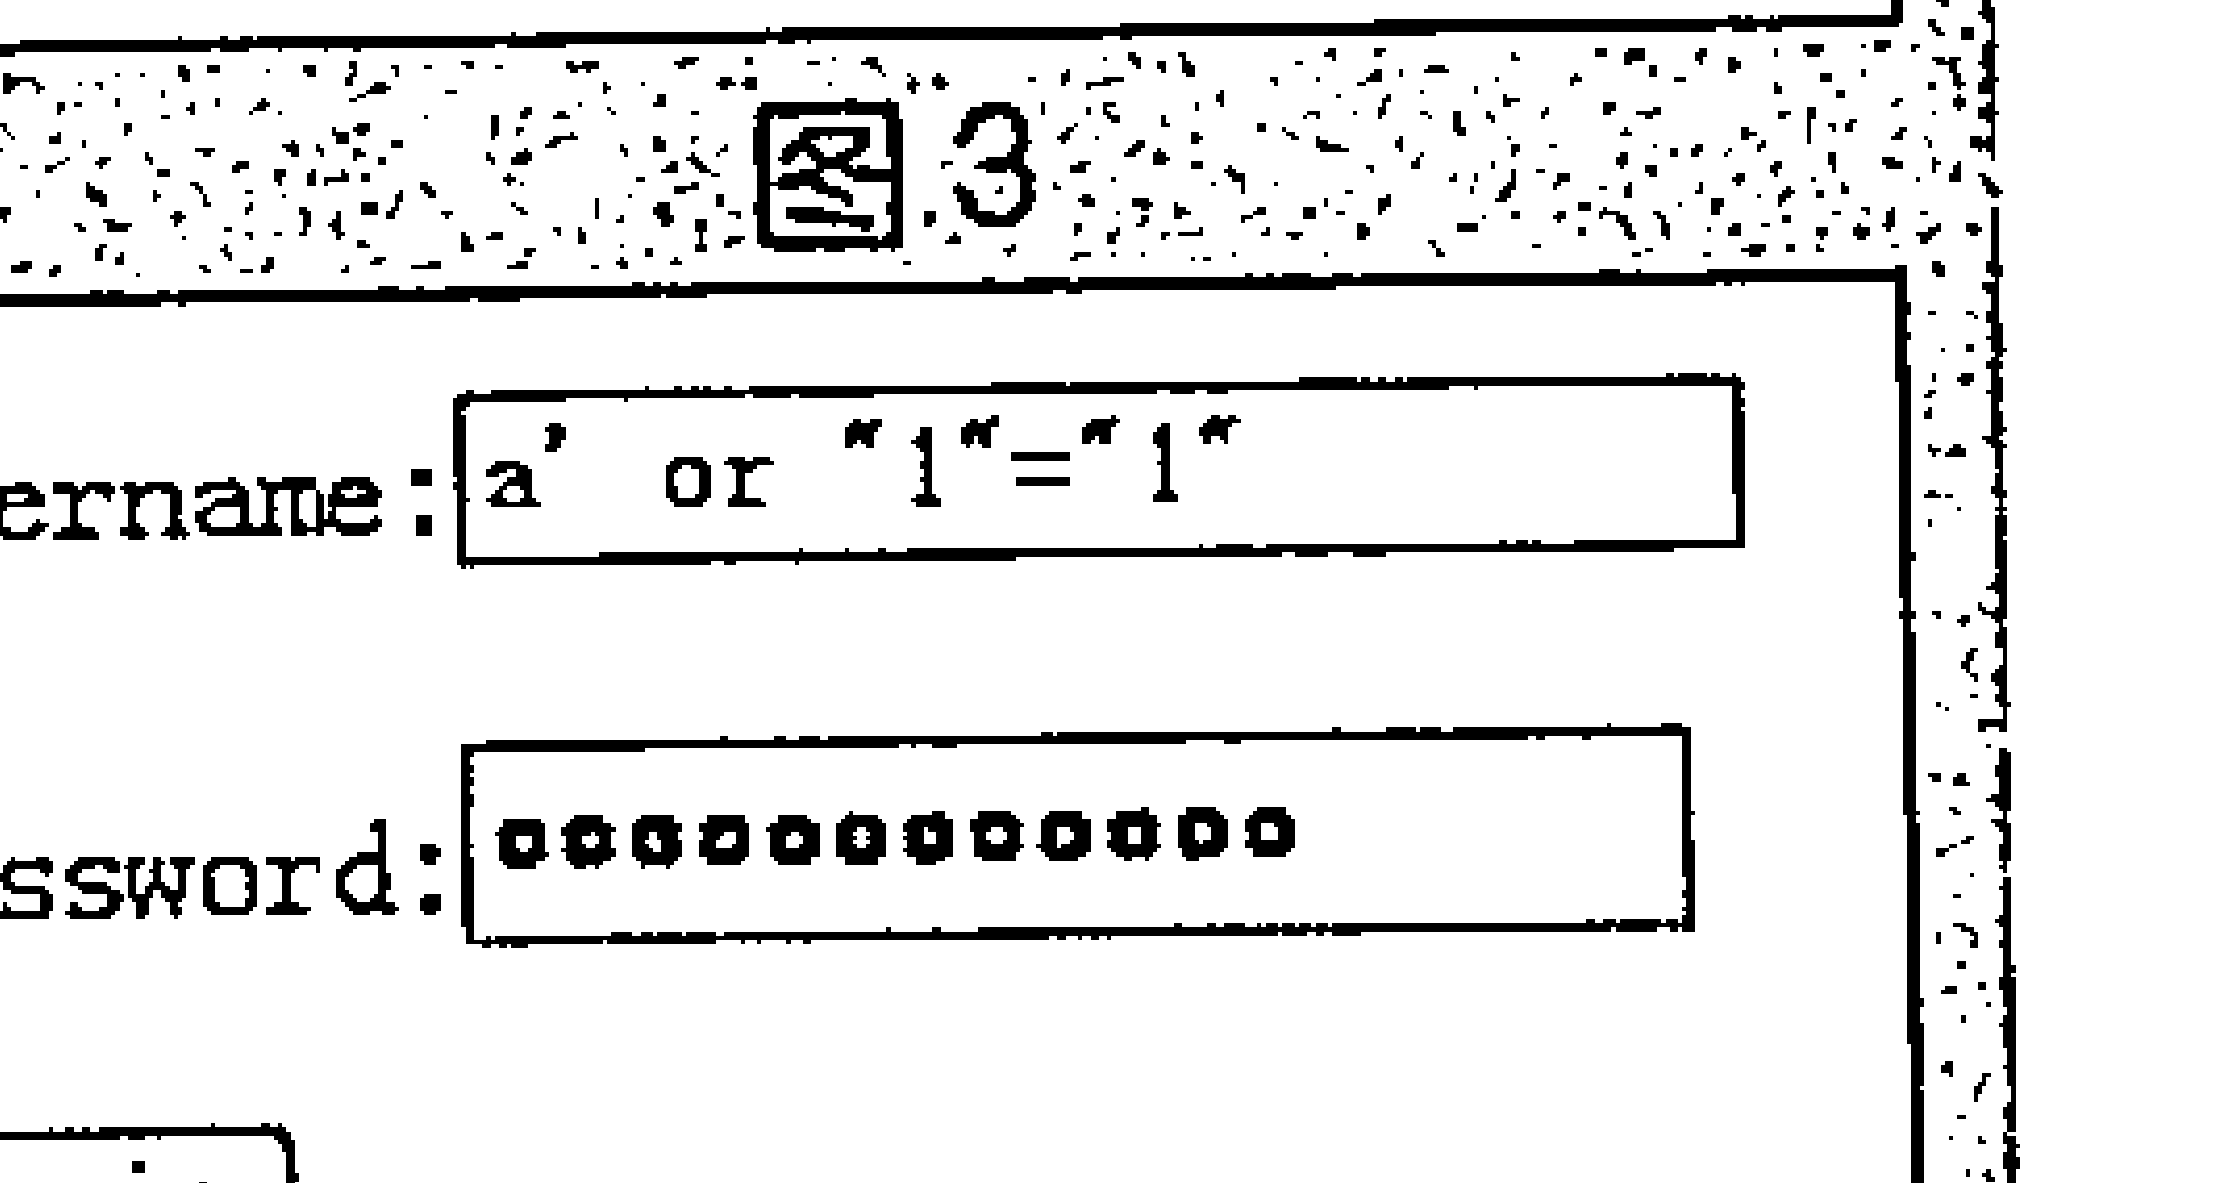 图 3
ername: a’ or “1“=“1“
ssword: